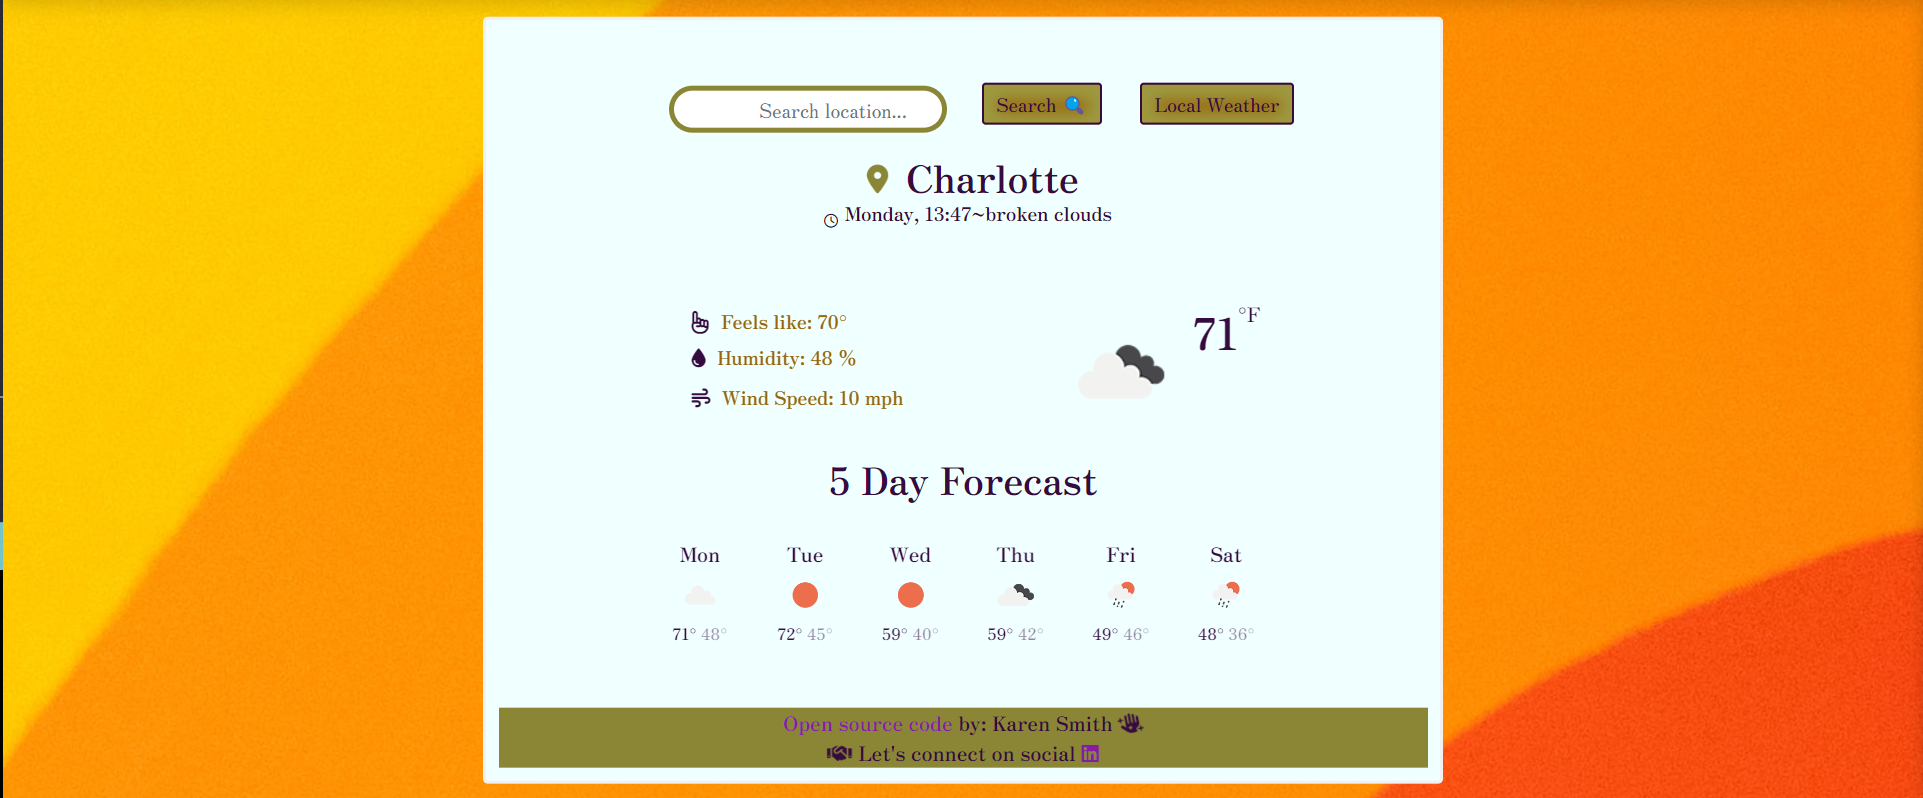 Search location...
Search 🔍
Local Weather
Charlotte
Monday, 13:47~broken clouds
Feels like: 70°
Humidity: 48 %
Wind Speed: 10 mph
71°F
5 Day Forecast
Mon Tue Wed Thu Fri Sat
71° 48° 72° 45° 59° 40° 59° 42° 49° 46° 48° 36°
Open source code by: Karen Smith
Let's connect on social in